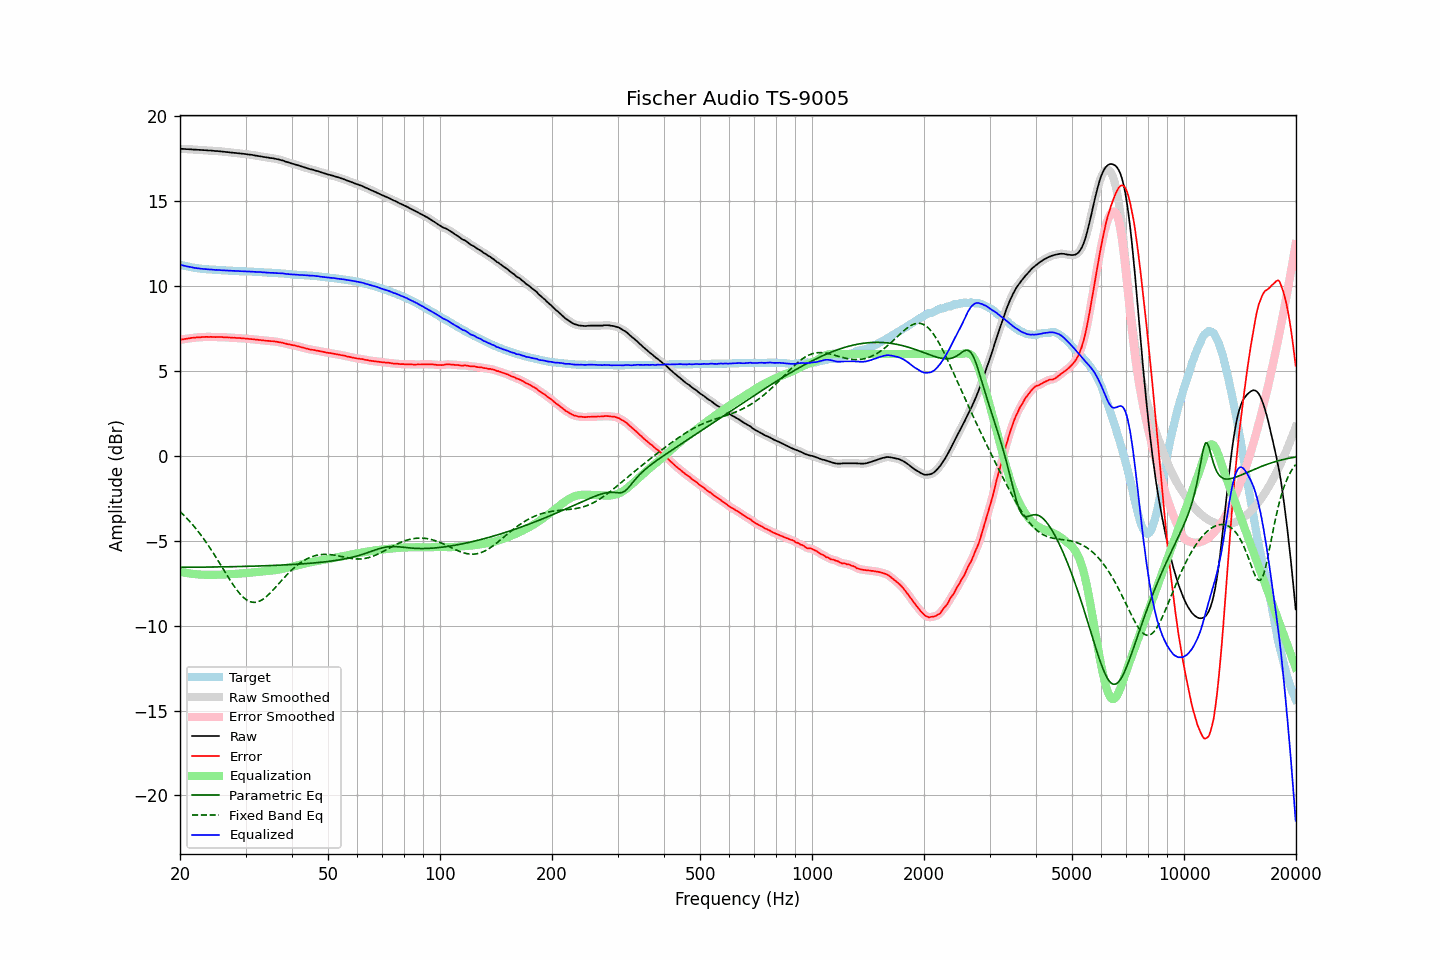 Fischer Audio TS-9005
20
15
10
5
0
−5
−10
−15
−20
Amplitude (dBr)
Target
Raw Smoothed
Error Smoothed
Raw
Error
Equalization
Parametric Eq
Fixed Band Eq
Equalized
20 50 100 200 500 1000 2000 5000 10000 20000
Frequency (Hz)